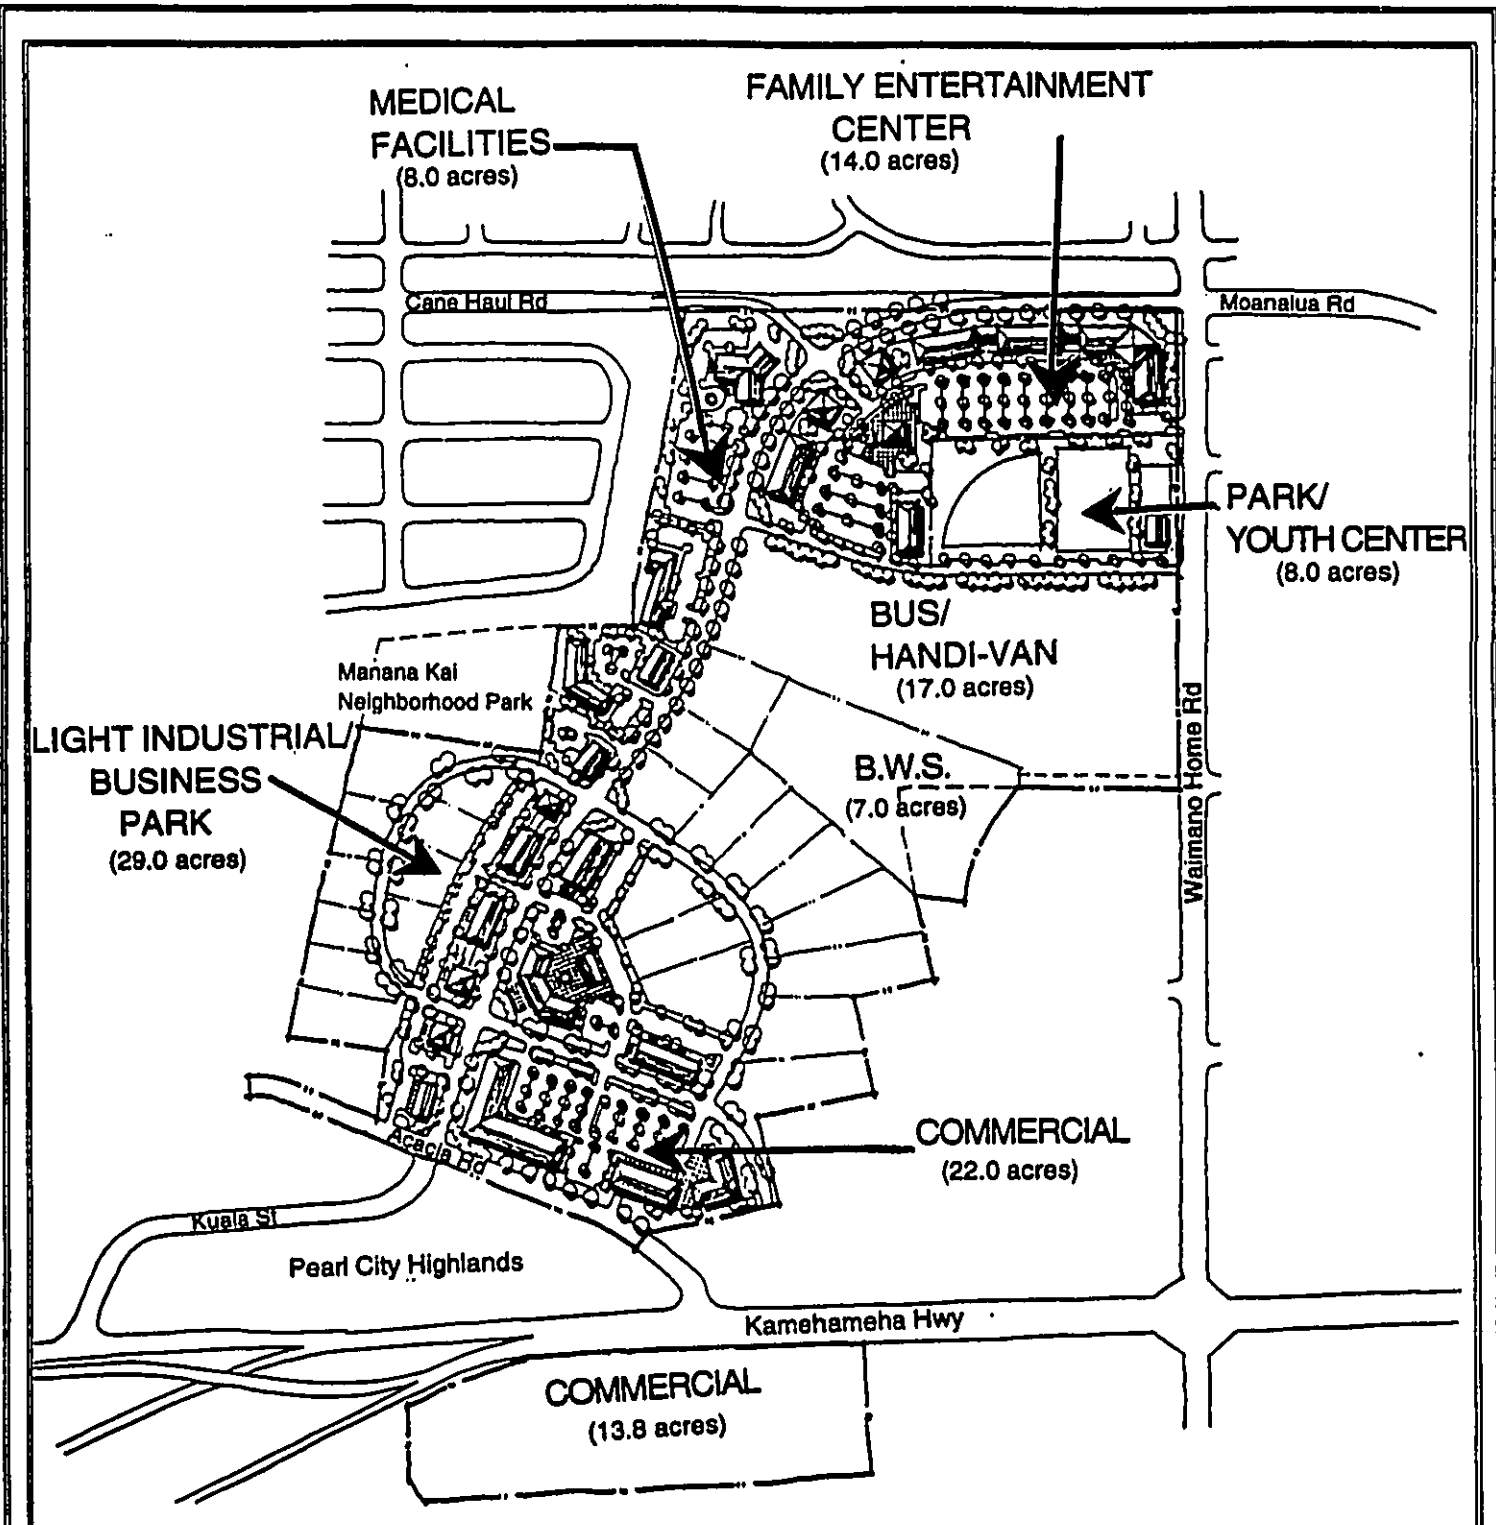 MEDICAL
FACILITIES
(8.0 acres)
FAMILY ENTERTAINMENT
CENTER
(14.0 acres)
Cane Haul Rd
Moanalua Rd
PARK/
YOUTH CENTER
(8.0 acres)
BUS/
HANDI-VAN
(17.0 acres)
Manana Kai
Neighborhood Park
LIGHT INDUSTRIAL
BUSINESS
PARK
(29.0 acres)
B.W.S.
(7.0 acres)
Waimano Home Rd
COMMERCIAL
(22.0 acres)
Acacia Rd
Kuala St
Pearl City Highlands
Kamehameha Hwy
COMMERCIAL
(13.8 acres)